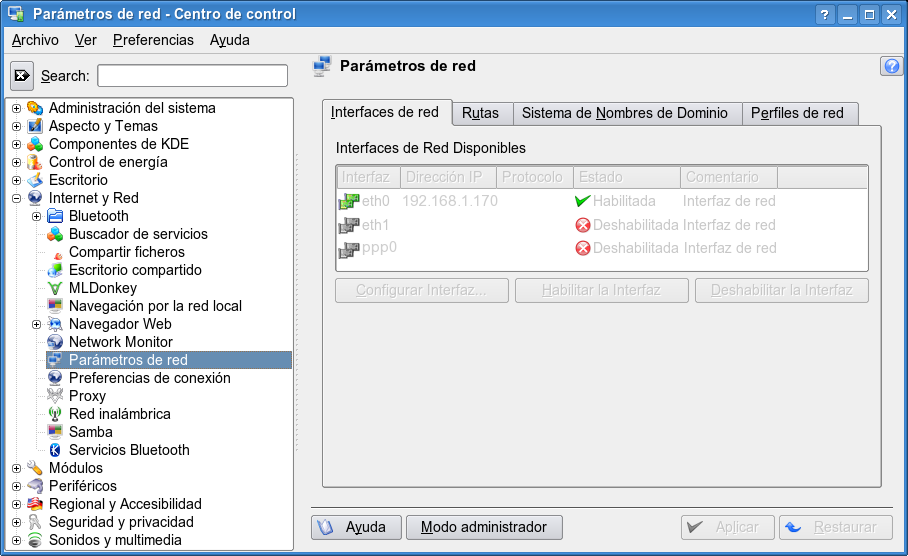 Parámetros de red - Centro de control
Archivo Ver Preferencias Ayuda
Search:
Administración del sistema
Aspecto y Temas
Componentes de KDE
Control de energía
Escritorio
Internet y Red
Bluetooth
Buscador de servicios
Compartir ficheros
Escritorio compartido
MLDonkey
Navegación por la red local
Navegador Web
Network Monitor
Parámetros de red
Preferencias de conexión
Proxy
Red inalámbrica
Samba
Servicios Bluetooth
Módulos
Periféricos
Regional y Accesibilidad
Seguridad y privacidad
Sonidos y multimedia
Parámetros de red
Interfaces de red Rutas Sistema de Nombres de Dominio Perfiles de red
Interfaces de Red Disponibles
Interfaz Dirección IP Protocolo Estado Comentario
eth0 192.168.1.170 Habilitada Interfaz de red
eth1 Deshabilitada Interfaz de red
ppp0 Deshabilitada Interfaz de red
Configurar Interfaz... Habilitar la Interfaz Deshabilitar la Interfaz
Ayuda Modo administrador Aplicar Restaurar